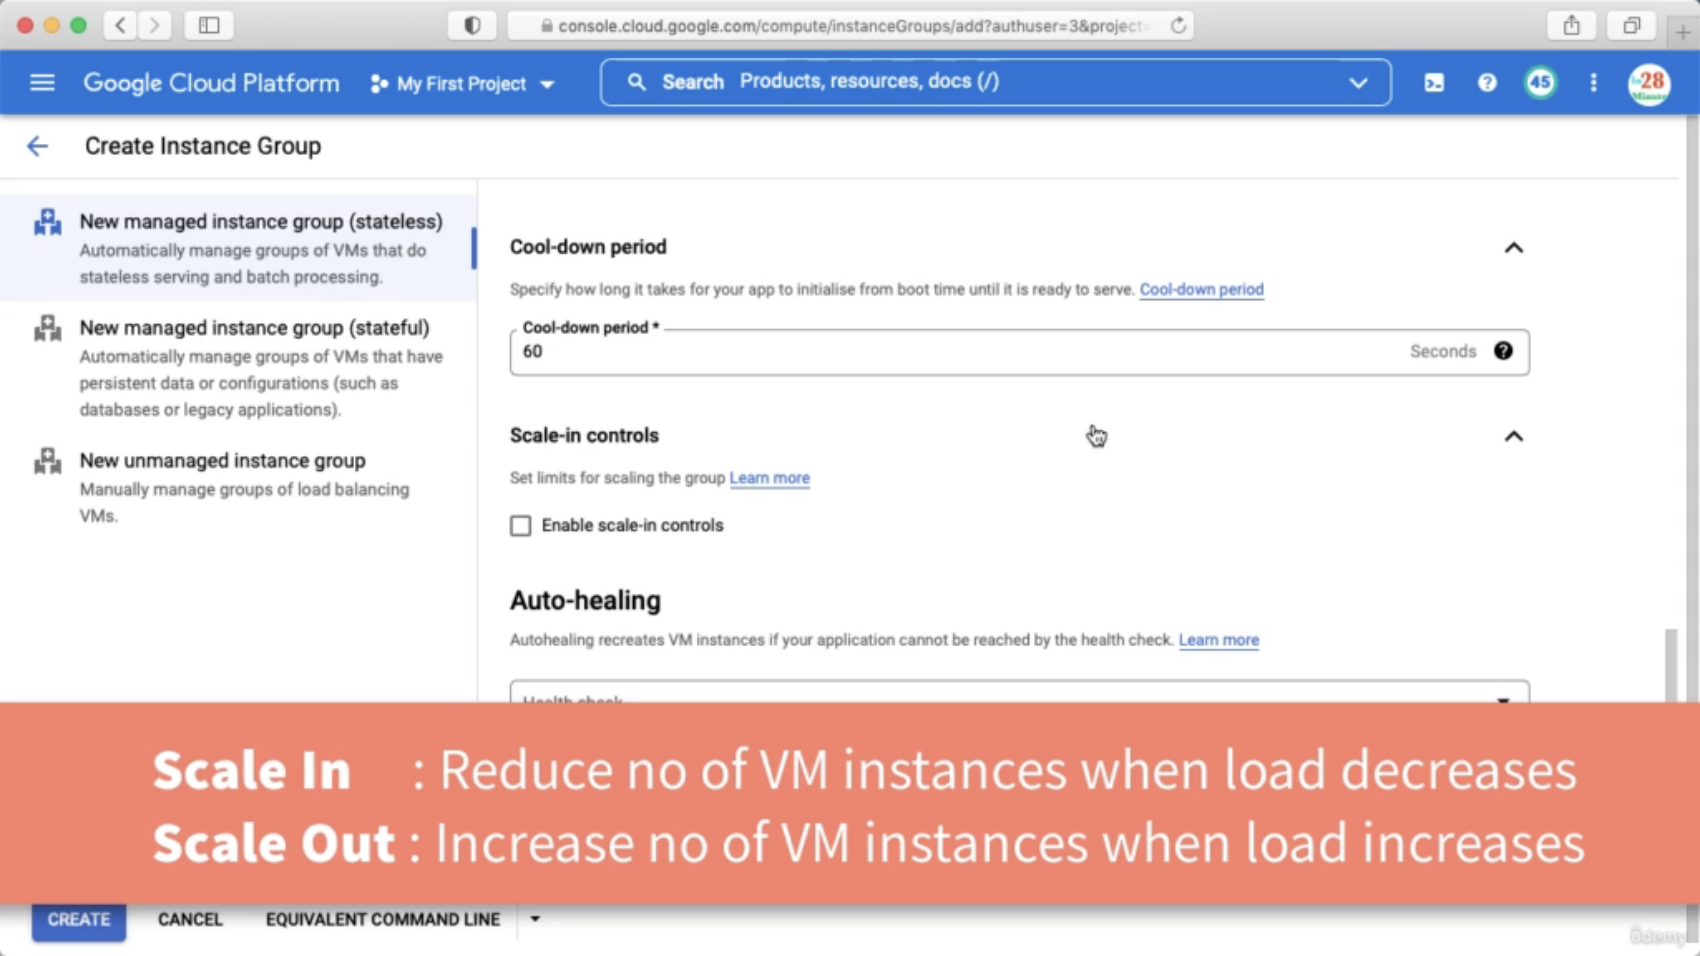 console.cloud.google.com/compute/instanceGroups/add?authuser=3&project=
Google Cloud Platform
My First Project
Search Products, resources, docs (/)
45
28
Minute
Create Instance Group
New managed instance group (stateless)
Automatically manage groups of VMs that do
stateless serving and batch processing.
New managed instance group (stateful)
Automatically manage groups of VMs that have
persistent data or configurations (such as
databases or legacy applications).
New unmanaged instance group
Manually manage groups of load balancing
VMs.
Cool-down period
Specify how long it takes for your app to initialise from boot time until it is ready to serve. Cool-down period
Cool-down period *
60 Seconds
Scale-in controls
Set limits for scaling the group Learn more
Enable scale-in controls
Auto-healing
Autohealing recreates VM instances if your application cannot be reached by the health check. Learn more
Health check
Scale In : Reduce no of VM instances when load decreases
Scale Out : Increase no of VM instances when load increases
CREATE CANCEL EQUIVALENT COMMAND LINE
Udemy